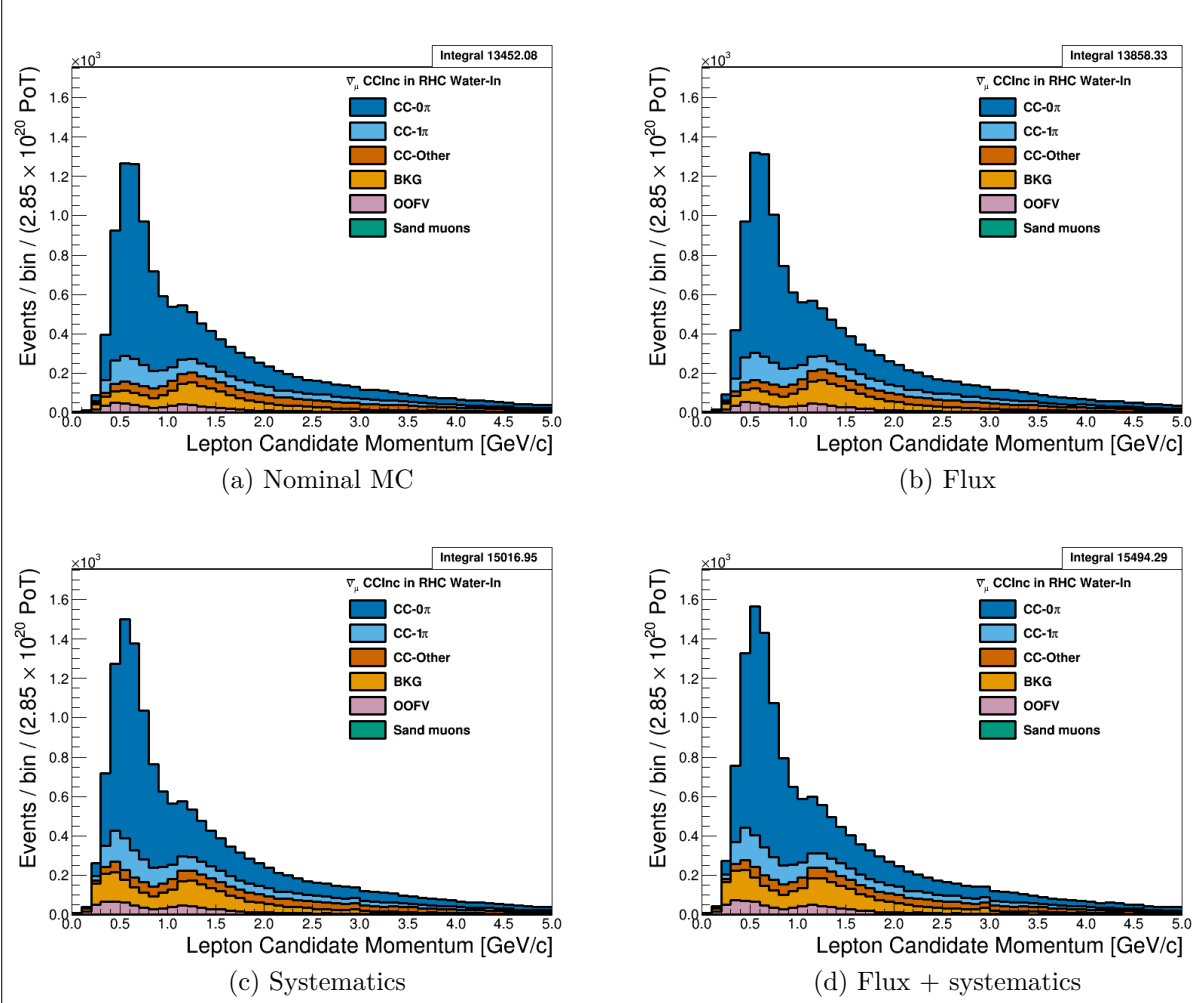 Integral 13452.08
×10³
ν̄μ CCInc in RHC Water-In
CC-0π
CC-1π
CC-Other
BKG
OOFV
Sand muons
Events / bin / (2.85 × 10²⁰ PoT)
1.6
1.4
1.2
1.0
0.8
0.6
0.4
0.2
0.0
0.0 0.5 1.0 1.5 2.0 2.5 3.0 3.5 4.0 4.5 5.0
Lepton Candidate Momentum [GeV/c]
(a) Nominal MC
Integral 13858.33
×10³
ν̄μ CCInc in RHC Water-In
CC-0π
CC-1π
CC-Other
BKG
OOFV
Sand muons
Events / bin / (2.85 × 10²⁰ PoT)
1.6
1.4
1.2
1.0
0.8
0.6
0.4
0.2
0.0
0.0 0.5 1.0 1.5 2.0 2.5 3.0 3.5 4.0 4.5 5.0
Lepton Candidate Momentum [GeV/c]
(b) Flux
Integral 15016.95
×10³
ν̄μ CCInc in RHC Water-In
CC-0π
CC-1π
CC-Other
BKG
OOFV
Sand muons
Events / bin / (2.85 × 10²⁰ PoT)
1.6
1.4
1.2
1.0
0.8
0.6
0.4
0.2
0.0
0.0 0.5 1.0 1.5 2.0 2.5 3.0 3.5 4.0 4.5 5.0
Lepton Candidate Momentum [GeV/c]
(c) Systematics
Integral 15494.29
×10³
ν̄μ CCInc in RHC Water-In
CC-0π
CC-1π
CC-Other
BKG
OOFV
Sand muons
Events / bin / (2.85 × 10²⁰ PoT)
1.6
1.4
1.2
1.0
0.8
0.6
0.4
0.2
0.0
0.0 0.5 1.0 1.5 2.0 2.5 3.0 3.5 4.0 4.5 5.0
Lepton Candidate Momentum [GeV/c]
(d) Flux + systematics